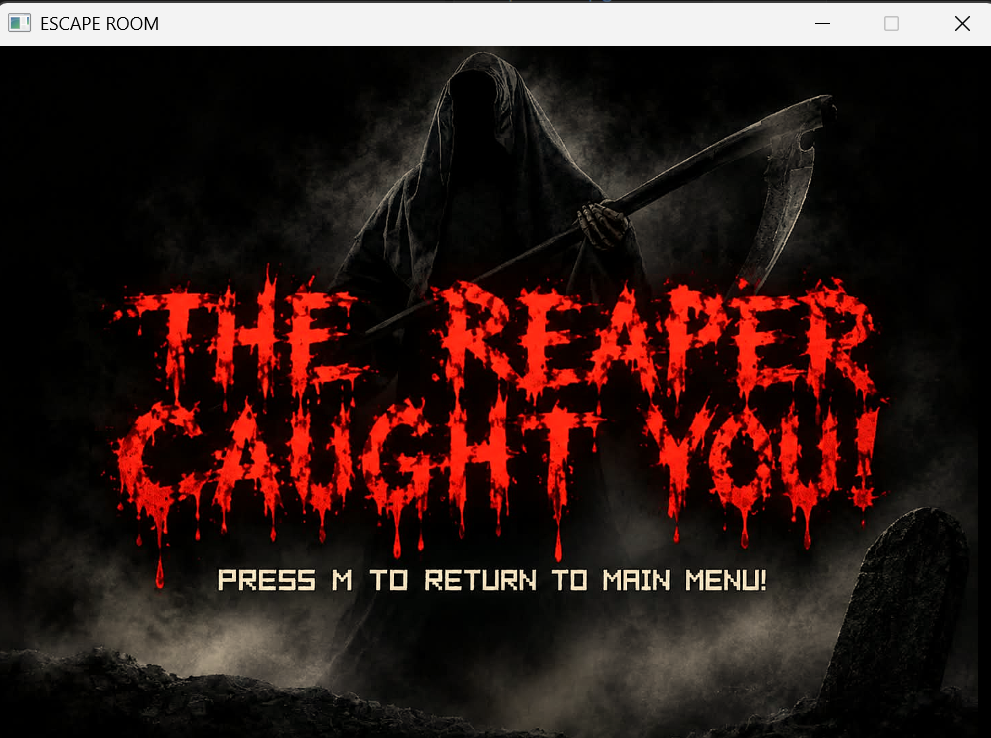 ESCAPE ROOM
THE REAPER
CAUGHT YOU!
PRESS M TO RETURN TO MAIN MENU!